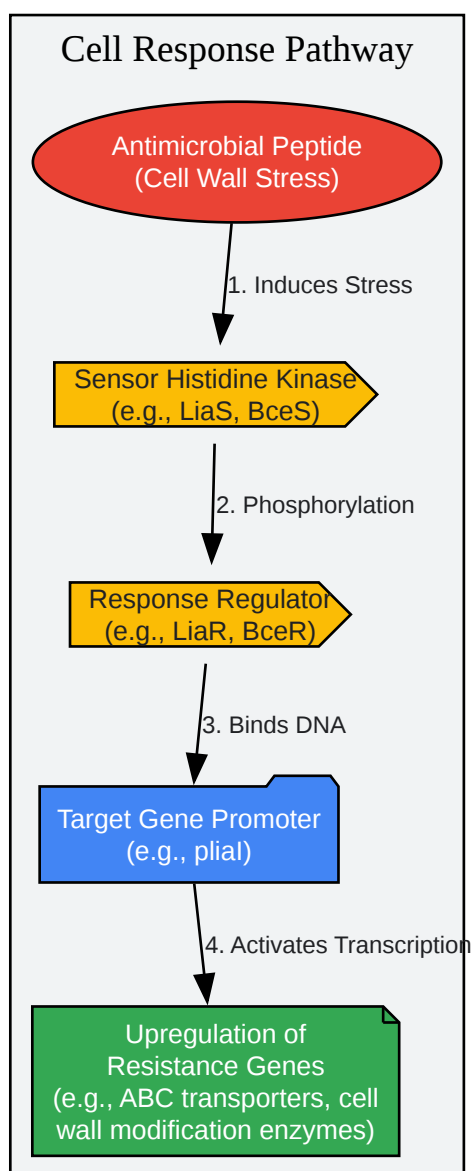 Cell Response Pathway
Antimicrobial Peptide
(Cell Wall Stress)
1. Induces Stress
Sensor Histidine Kinase
(e.g., LiaS, BceS)
2. Phosphorylation
Response Regulator
(e.g., LiaR, BceR)
3. Binds DNA
Target Gene Promoter
(e.g., pliaI)
4. Activates Transcription
Upregulation of
Resistance Genes
(e.g., ABC transporters, cell
wall modification enzymes)